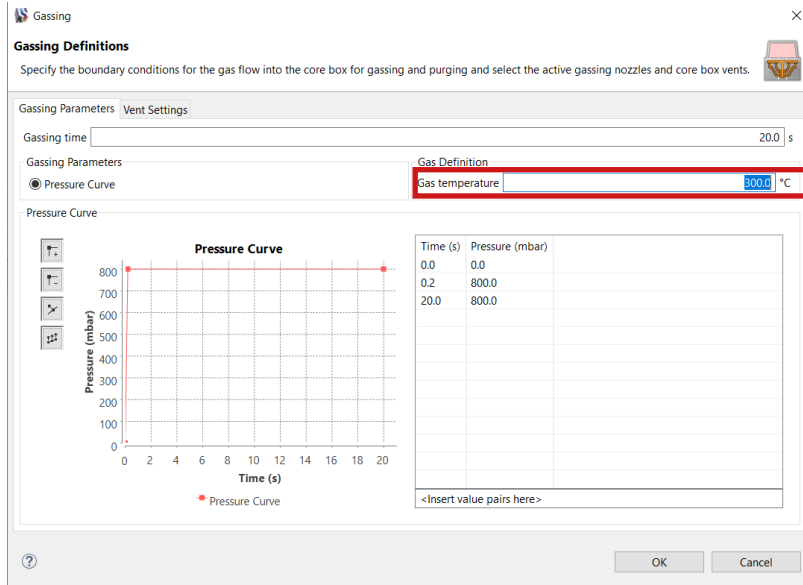 Gassing
Gassing Definitions
Specify the boundary conditions for the gas flow into the core box for gassing and purging and select the active gassing nozzles and core box vents.
Gassing Parameters Vent Settings
Gassing time 20.0 s
Gassing Parameters
Pressure Curve
Gas Definition
Gas temperature 300.0 °C
Pressure Curve
Pressure Curve
800
700
600
500
400
300
200
100
0
Pressure (mbar)
0 2 4 6 8 10 12 14 16 18 20
Time (s)
Pressure Curve
Time (s) Pressure (mbar)
0.0 0.0
0.2 800.0
20.0 800.0
<Insert value pairs here>
?
OK Cancel